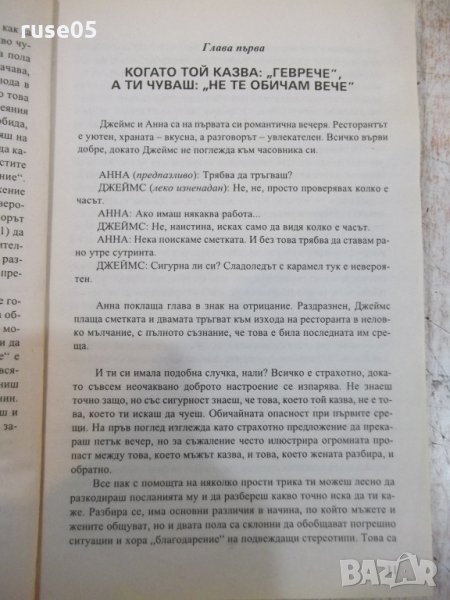 ruse05
Глава първа
КОГАТО ТОЙ КАЗВА: „ГЕВРЕЧЕ",
А ТИ ЧУВАШ: „НЕ ТЕ ОБИЧАМ ВЕЧЕ"
Джеймс и Анна са на първата си романтична вечеря. Ресторантът
е уютен, храната – вкусна, а разговорът – увлекателен. Всичко върви
добре, докато Джеймс не поглежда към часовника си.
АННА (предпазливо): Трябва да тръгваш?
ДЖЕЙМС (леко изненадан): Не, не, просто проверявах колко е
часът.
АННА: Ако имаш някаква работа...
ДЖЕЙМС: Не, наистина, исках само да видя колко е часът.
АННА: Нека поискаме сметката. И без това трябва да ставам ра-
но утре сутринта.
ДЖЕЙМС: Сигурна ли си? Сладоледът с карамел тук е невероя-
тен.
Анна поклаща глава в знак на отрицание. Раздразнен, Джеймс
плаща сметката и двамата тръгват към изхода на ресторанта в нелов-
ко мълчание, с пълното съзнание, че това е била последната им сре-
ща.
И ти си имала подобна случка, нали? Всичко е страхотно, дока-
то съвсем неочаквано доброто настроение се изпарява. Не знаеш
точно защо, но със сигурност знаеш, че това, което той казва, не е то-
ва, което ти искаш да чуеш. Обичайната опасност при първите сре-
щи. На пръв поглед изглежда като страхотно предложение да прека-
раш петък вечер, но за съжаление често илюстрира огромната про-
паст между това, което мъжът казва, и това, което жената разбира, и
обратно.
Все пак с помощта на няколко прости трика ти можеш лесно да
разкодираш посланията му и да разбереш какво точно иска да ти ка-
же. Разбира се, има основни различия в начина, по който мъжете и
жените общуват, но и двата пола са склонни да обобщават погрешно
ситуации и хора „благодарение" на подвеждащи стереотипи. Това са
BAZAR